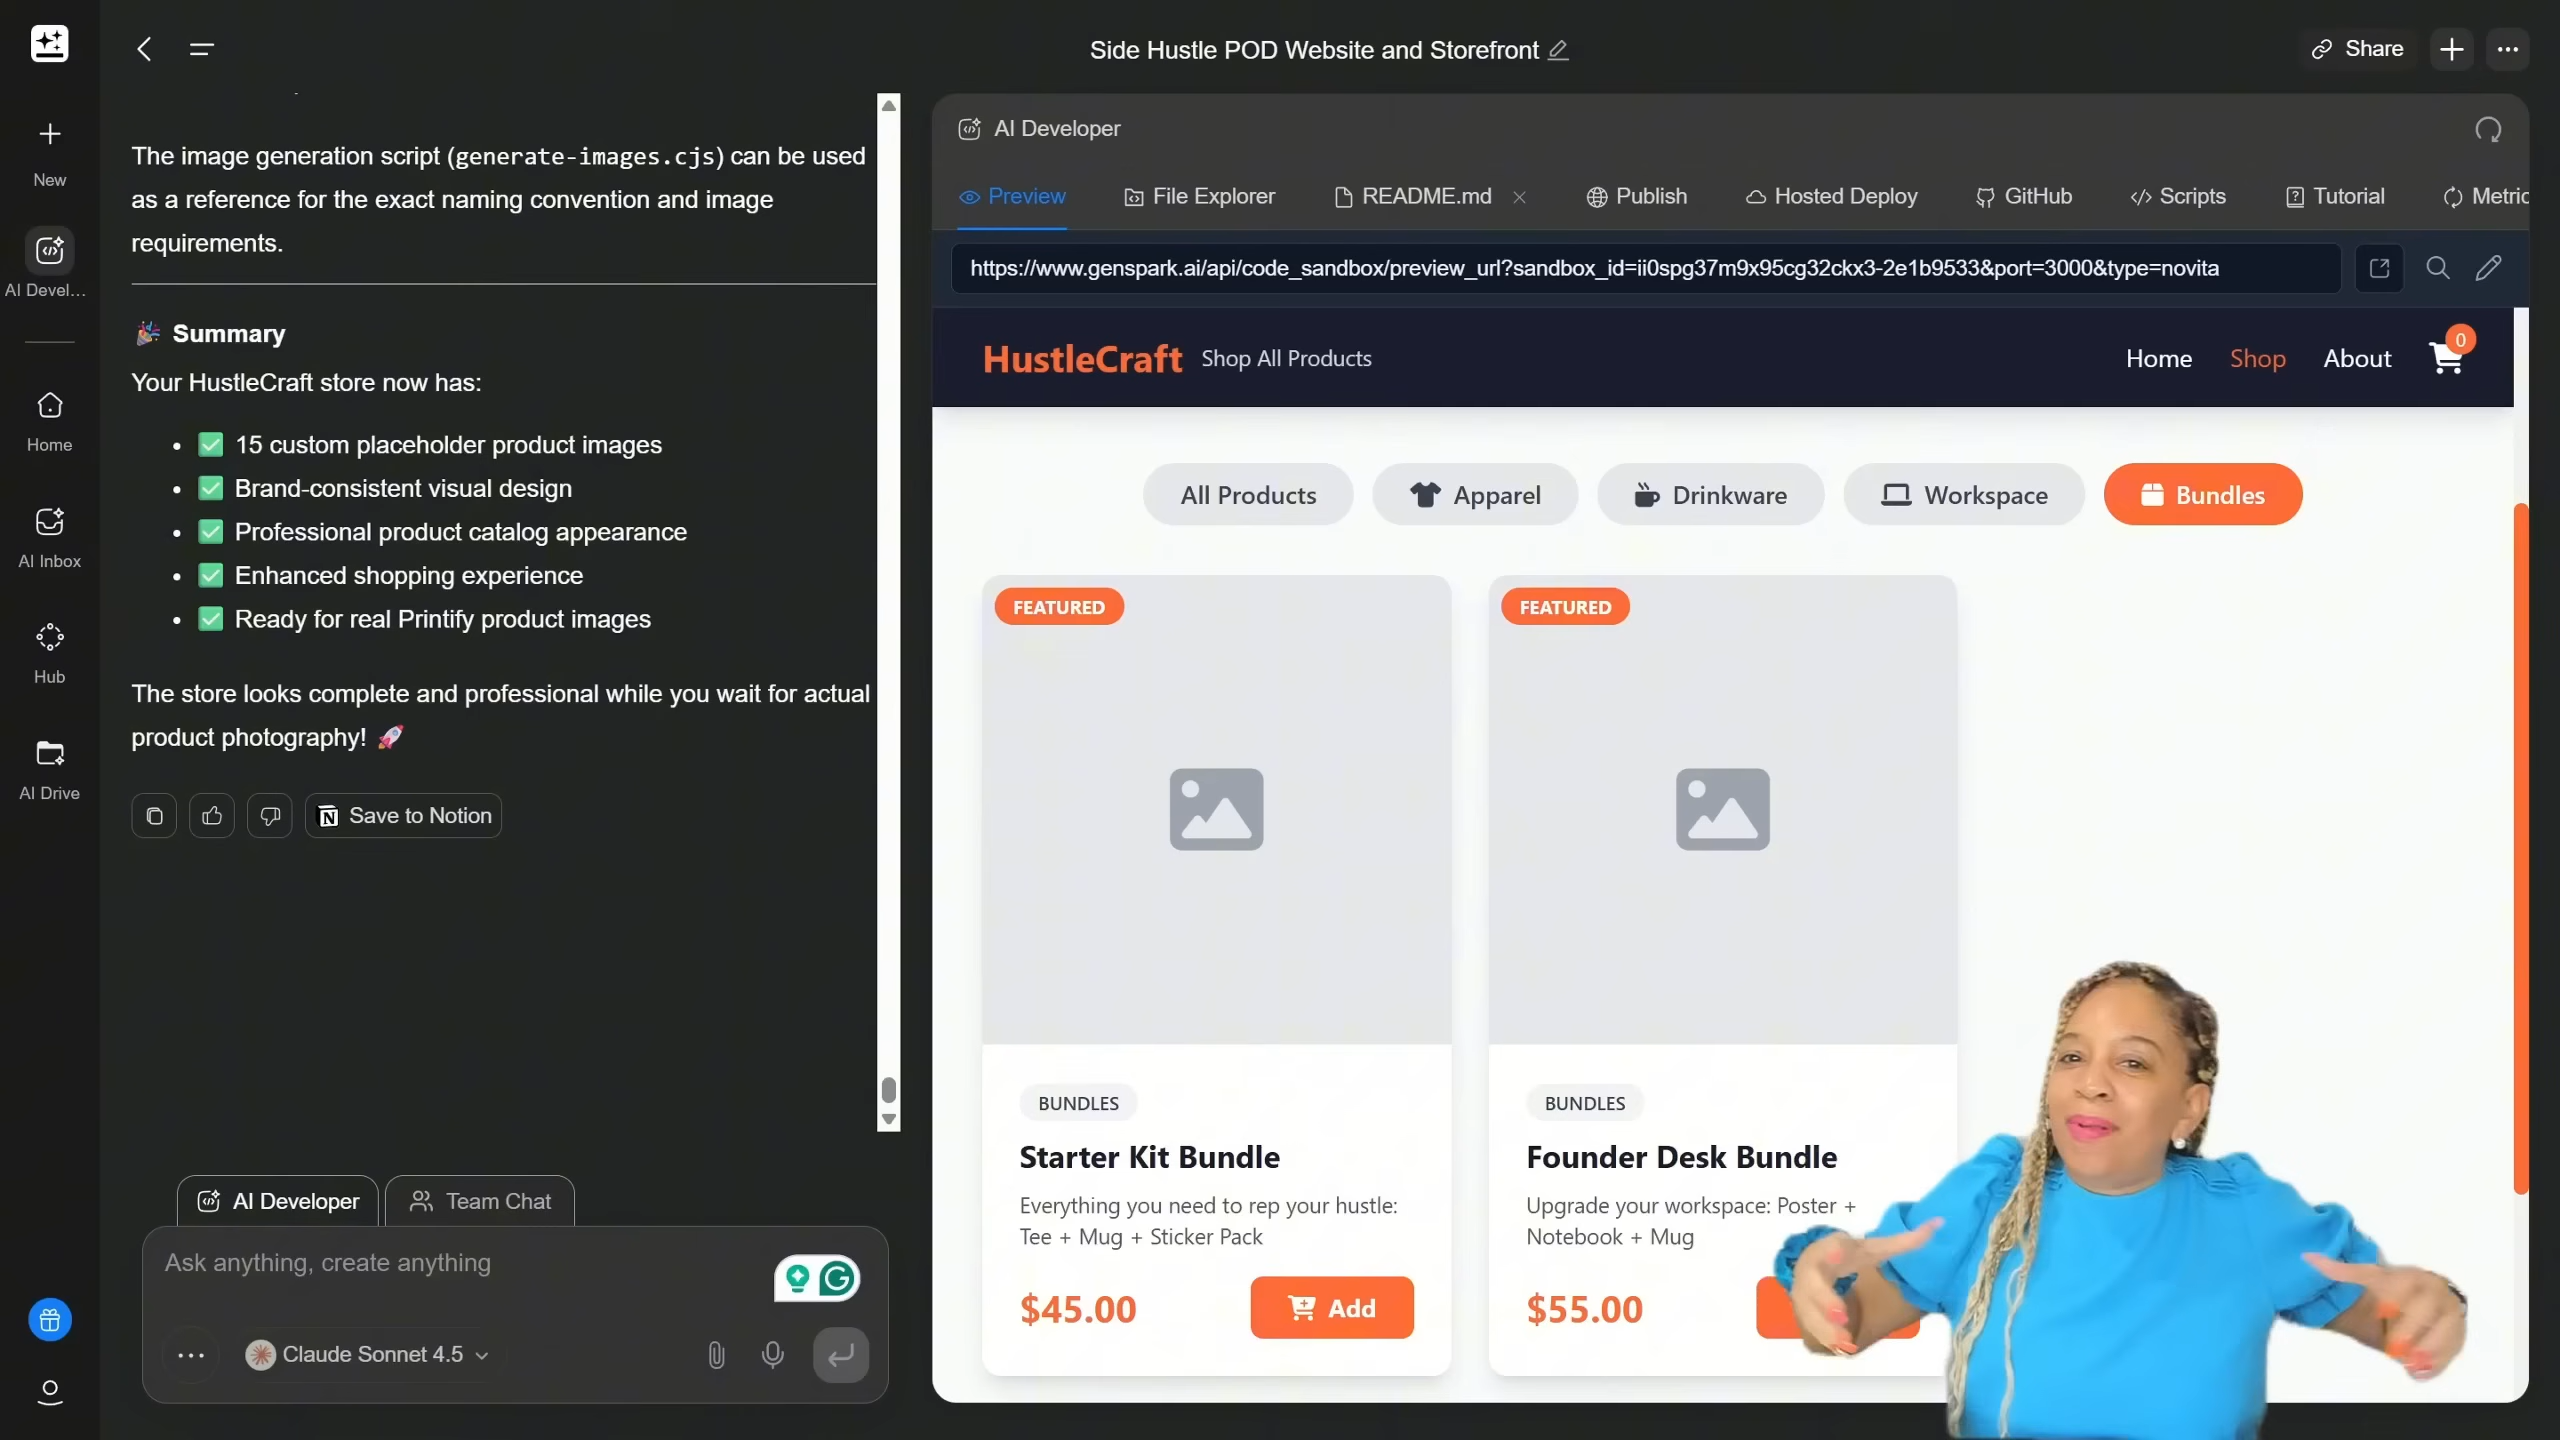 Side Hustle POD Website and Storefront
Share
New
AI Devel...
Home
AI Inbox
Hub
AI Drive
The image generation script (generate-images.cjs) can be used
as a reference for the exact naming convention and image
requirements.
🎉 Summary
Your HustleCraft store now has:
• ✅ 15 custom placeholder product images
• ✅ Brand-consistent visual design
• ✅ Professional product catalog appearance
• ✅ Enhanced shopping experience
• ✅ Ready for real Printify product images
The store looks complete and professional while you wait for actual
product photography! 🚀
Save to Notion
AI Developer
Team Chat
Ask anything, create anything
Claude Sonnet 4.5
AI Developer
Preview
File Explorer
README.md
Publish
Hosted Deploy
GitHub
Scripts
Tutorial
Metric
https://www.genspark.ai/api/code_sandbox/preview_url?sandbox_id=ii0spg37m9x95cg32ckx3-2e1b9533&port=3000&type=novita
HustleCraft Shop All Products
Home
Shop
About
0
All Products
Apparel
Drinkware
Workspace
Bundles
FEATURED
BUNDLES
Starter Kit Bundle
Everything you need to rep your hustle:
Tee + Mug + Sticker Pack
$45.00
Add
FEATURED
BUNDLES
Founder Desk Bundle
Upgrade your workspace: Poster +
Notebook + Mug
$55.00